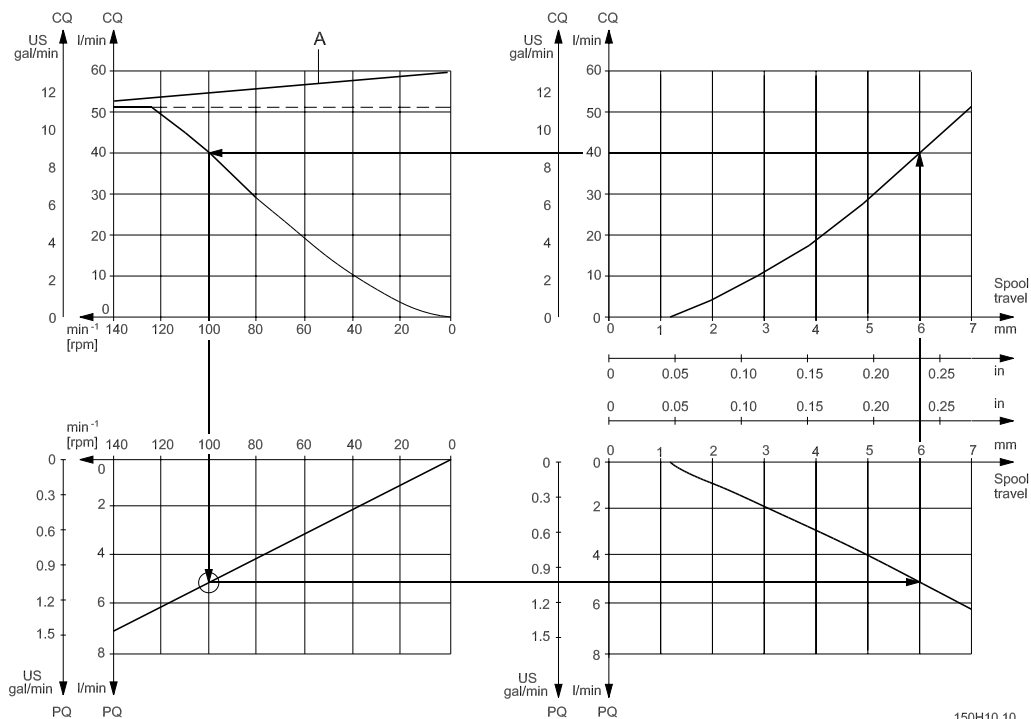 CQ CQ
US
gal/min l/min
A
60
12
50
10
40
8
30
6
20
4
10
2
0
0
min⁻¹
[rpm]
140 120 100 80 60 40 20 0
CQ CQ
US
gal/min l/min
60
12
50
10
40
8
30
6
20
4
10
2
0 0
Spool
travel
0 1 2 3 4 5 6 7 mm
0 0.05 0.10 0.15 0.20 0.25 in
0 0.05 0.10 0.15 0.20 0.25 in
min⁻¹
[rpm]
140 120 100 80 60 40 20 0
0 0
0.3
2
0.6
0.9
4
1.2
6
1.5
8
US
gal/min l/min
PQ PQ
0 1 2 3 4 5 6 7 mm
Spool
travel
0 0
0.3
2
0.6
0.9
4
1.2
6
1.5
8
US
gal/min l/min
PQ PQ
150H10.10